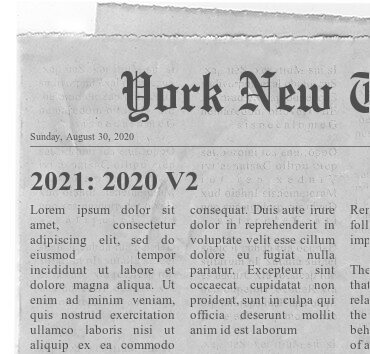 York New
Sunday, August 30, 2020
2021: 2020 V2
Lorem ipsum dolor sit
amet, consectetur
adipiscing elit, sed do
eiusmod tempor
incididunt ut labore et
dolore magna aliqua. Ut
enim ad minim veniam,
quis nostrud exercitation
ullamco laboris nisi ut
aliquip ex ea commodo
consequat. Duis aute irure
dolor in reprehenderit in
voluptate velit esse cillum
dolore eu fugiat nulla
pariatur. Excepteur sint
occaecat cupidatat non
proident, sunt in culpa qui
officia deserunt mollit
anim id est laborum
The
that
the
of a